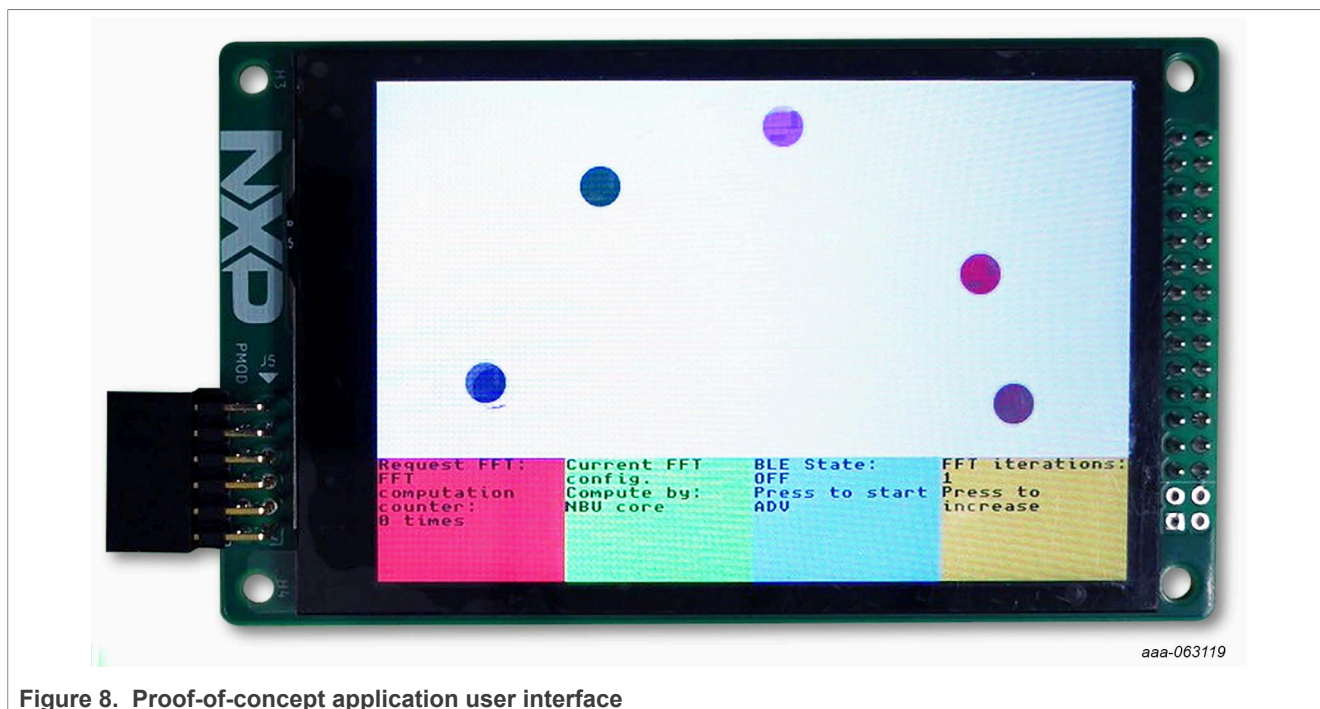 H3
NXP
PMOD
J5
Request FFT:
FFT
computation
counter:
0 times
Current FFT
config.
Compute by:
NBU core
BLE State:
OFF
Press to start
ADV
FFT iterations:
1
Press to
increase
H4
aaa-063119
Figure 8. Proof-of-concept application user interface